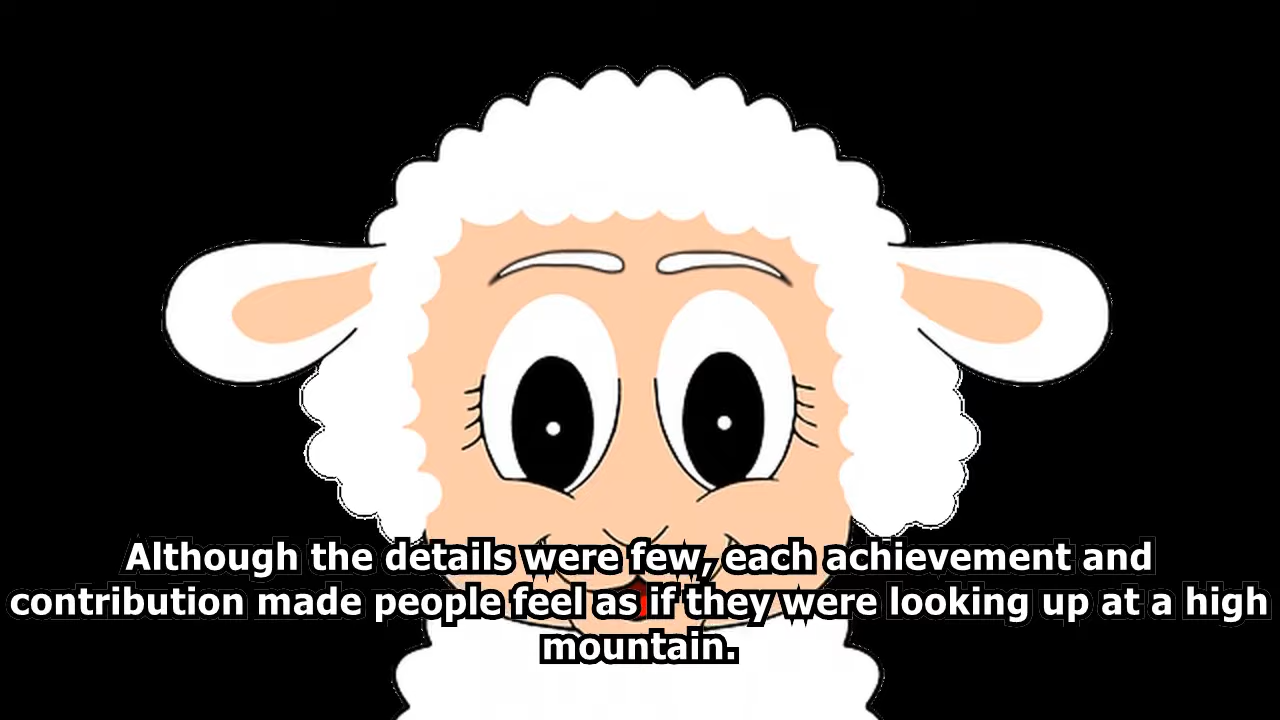 Although the details were few, each achievement and
contribution made people feel as if they were looking up at a high
mountain.